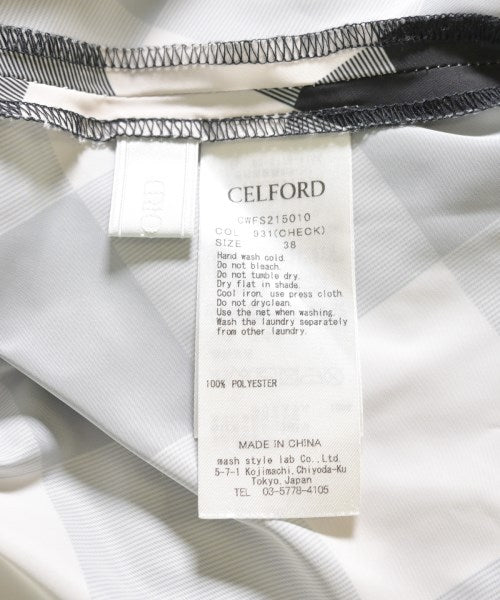 ORD
CELFORD
CWFS215010
COL 931(CHECK)
SIZE 38
Hand wash cold.
Do not bleach.
Do not tumble dry.
Dry flat in shade.
Cool iron, use press cloth.
Do not dryclean.
Use the net when washing.
Wash the laundry separately
from other laundry.
100% POLYESTER
MADE IN CHINA
mash style lab Co.,Ltd.
5-7-1 Kojimachi,Chiyoda-Ku
Tokyo,Japan
TEL 03-5778-4105